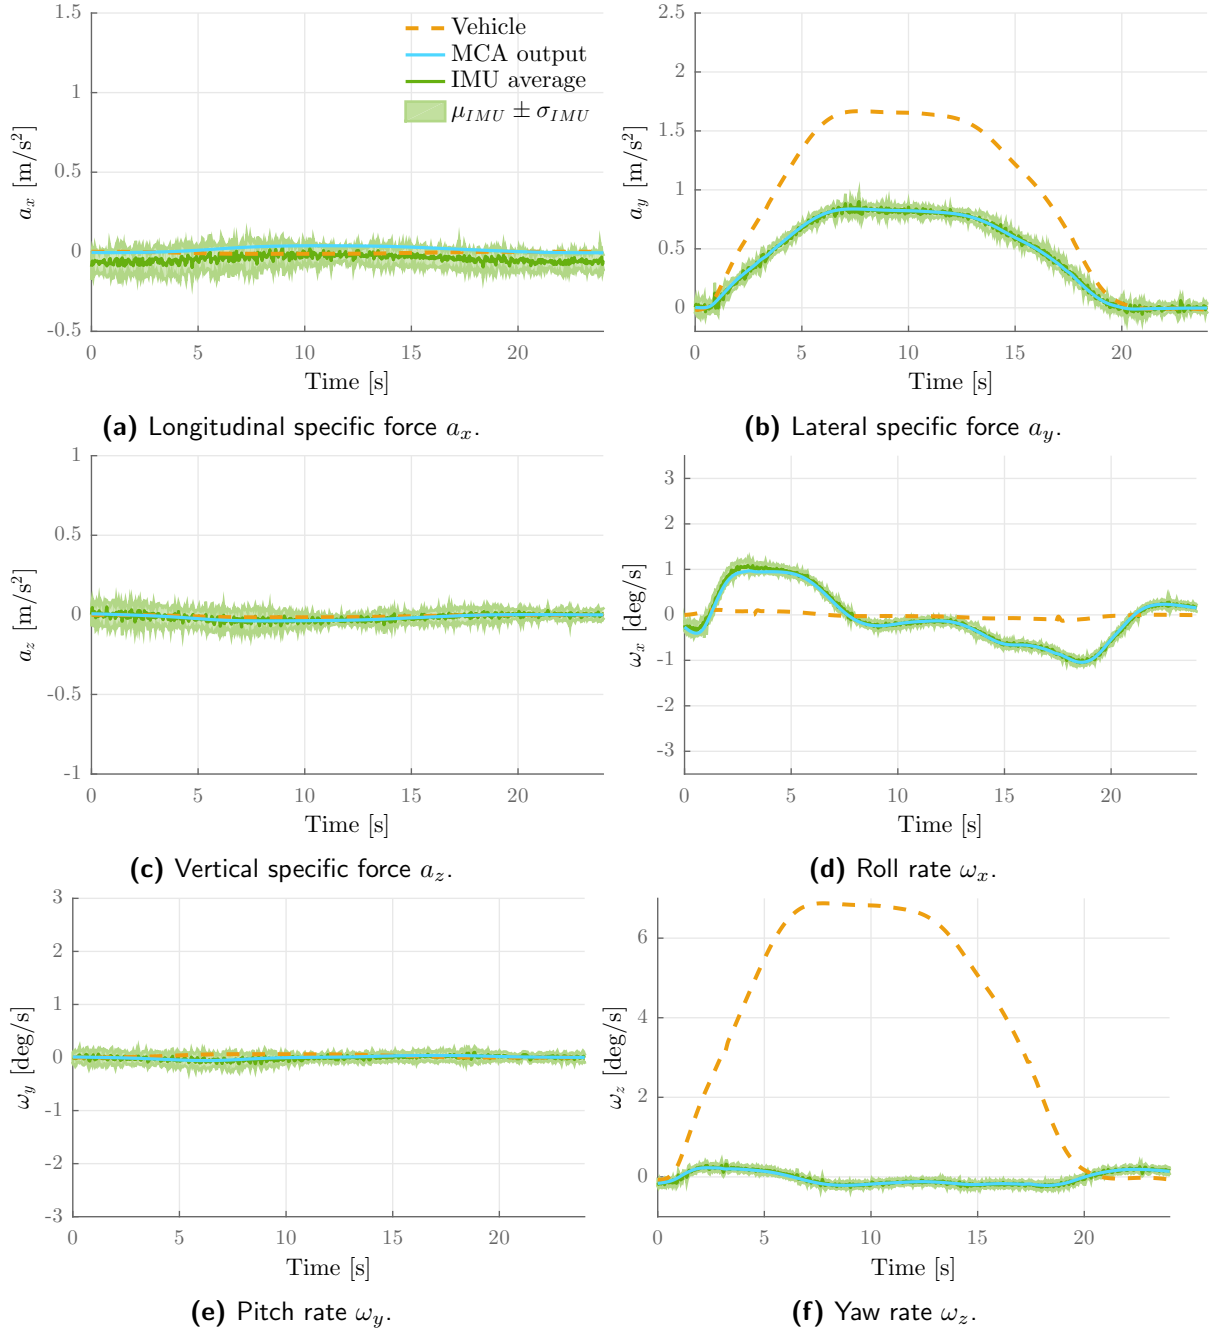 1.5
1
0.5
0
-0.5
0 5 10 15 20
a_x [m/s²]
Time [s]
Vehicle
MCA output
IMU average
μ_IMU ± σ_IMU
(a) Longitudinal specific force a_x.
2.5
2
1.5
1
0.5
0
0 5 10 15 20
a_y [m/s²]
Time [s]
(b) Lateral specific force a_y.
1
0.5
0
-0.5
-1
0 5 10 15 20
a_z [m/s²]
Time [s]
(c) Vertical specific force a_z.
3
2
1
0
-1
-2
-3
0 5 10 15 20
ω_x [deg/s]
Time [s]
(d) Roll rate ω_x.
3
2
1
0
-1
-2
-3
0 5 10 15 20
ω_y [deg/s]
Time [s]
(e) Pitch rate ω_y.
6
4
2
0
0 5 10 15 20
ω_z [deg/s]
Time [s]
(f) Yaw rate ω_z.